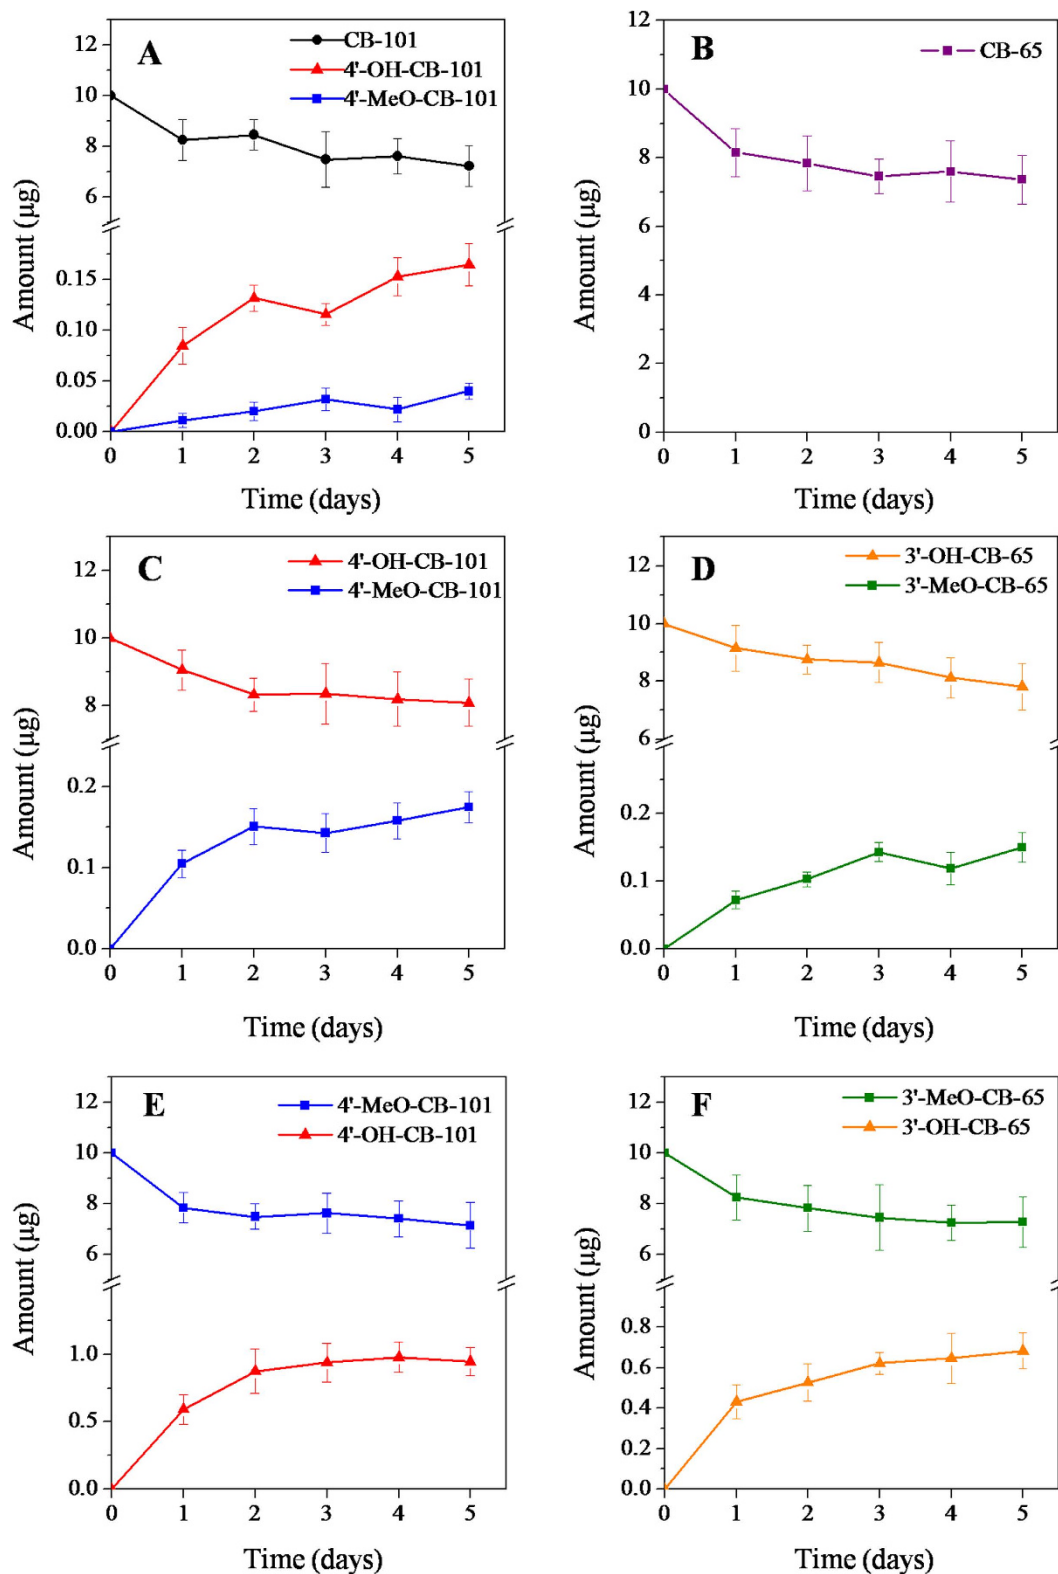 A
CB-101
4'-OH-CB-101
4'-MeO-CB-101
12
10
8
6
0.15
0.10
0.05
0.00
0 1 2 3 4 5
Amount (µg)
Time (days)
B
CB-65
12
10
8
6
4
2
0
0 1 2 3 4 5
Amount (µg)
Time (days)
C
4'-OH-CB-101
4'-MeO-CB-101
12
10
8
0.2
0.1
0.0
0 1 2 3 4 5
Amount (µg)
Time (days)
D
3'-OH-CB-65
3'-MeO-CB-65
12
10
8
6
0.2
0.1
0.0
0 1 2 3 4 5
Amount (µg)
Time (days)
E
4'-MeO-CB-101
4'-OH-CB-101
12
10
8
6
1.0
0.5
0.0
0 1 2 3 4 5
Amount (µg)
Time (days)
F
3'-MeO-CB-65
3'-OH-CB-65
12
10
8
6
0.8
0.6
0.4
0.2
0.0
0 1 2 3 4 5
Amount (µg)
Time (days)